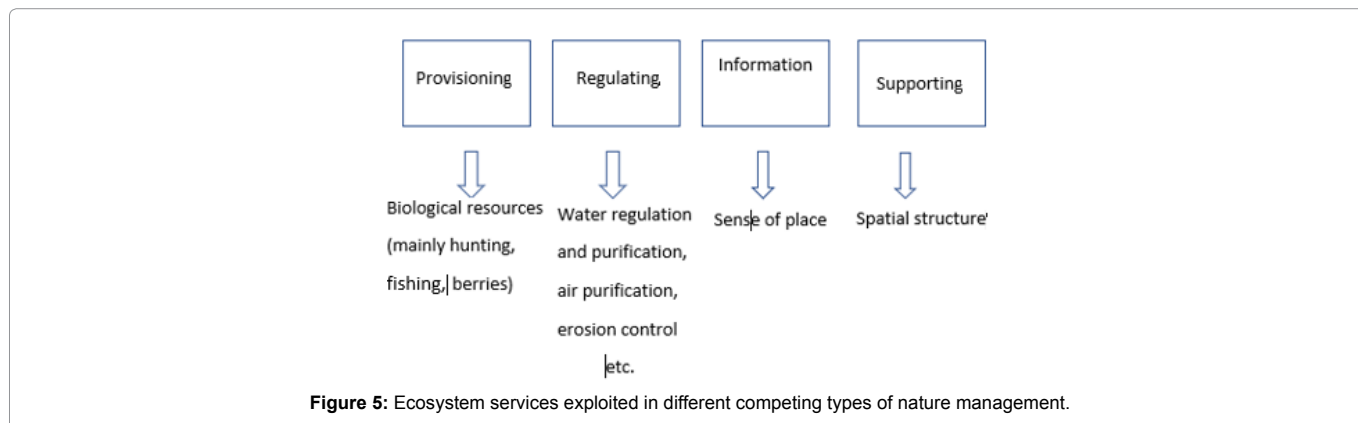 Provisioning
Regulating
Information
Supporting
Biological resources
(mainly hunting,
fishing, berries)
Water regulation
and purification,
air purification,
erosion control
etc.
Sense of place
Spatial structure
Figure 5: Ecosystem services exploited in different competing types of nature management.